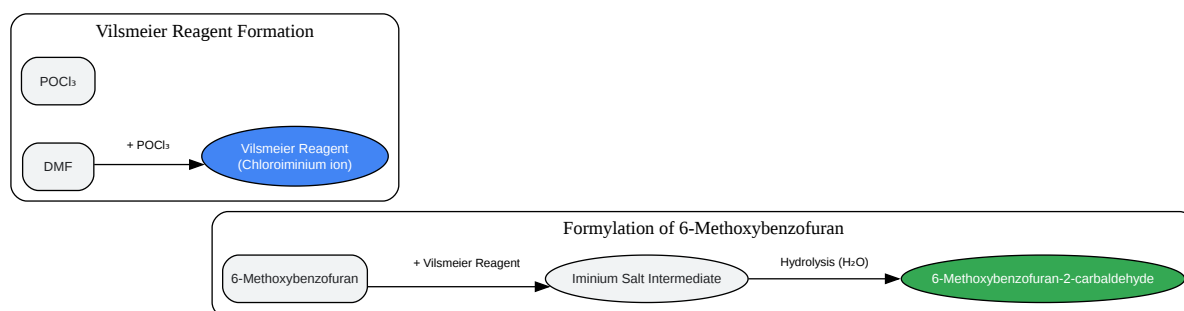 Vilsmeier Reagent Formation
POCl₃
DMF
+ POCl₃
Vilsmeier Reagent
(Chloroiminium ion)
Formylation of 6-Methoxybenzofuran
6-Methoxybenzofuran
+ Vilsmeier Reagent
Iminium Salt Intermediate
Hydrolysis (H₂O)
6-Methoxybenzofuran-2-carbaldehyde